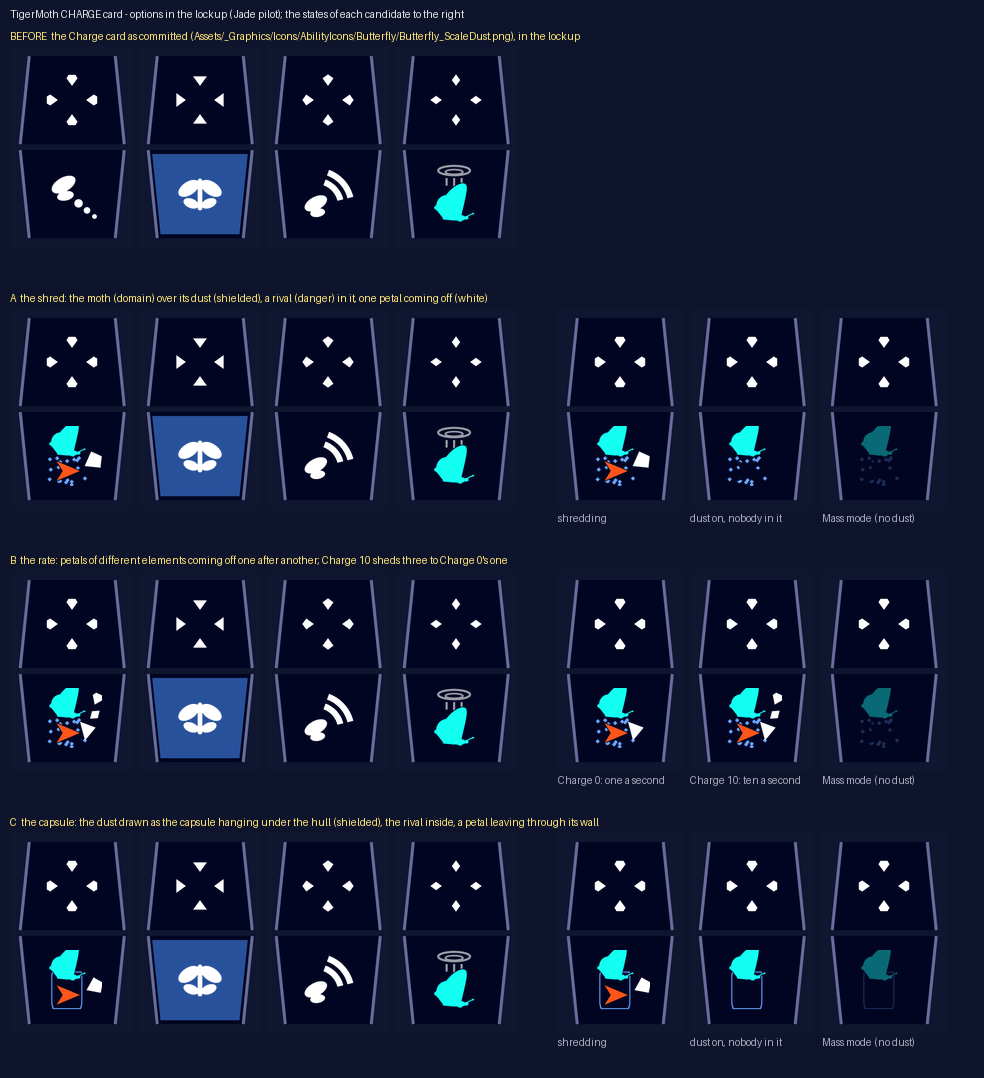 TigerMoth CHARGE card - options in the lockup (Jade pilot); the states of each candidate to the right
BEFORE the Charge card as committed (Assets/_Graphics/Icons/AbilityIcons/Butterfly/Butterfly_ScaleDust.png), in the lockup
A the shred: the moth (domain) over its dust (shielded), a rival (danger) in it, one petal coming off (white)
shredding
dust on, nobody in it
Mass mode (no dust)
B the rate: petals of different elements coming off one after another; Charge 10 sheds three to Charge 0's one
Charge 0: one a second
Charge 10: ten a second
Mass mode (no dust)
C the capsule: the dust drawn as the capsule hanging under the hull (shielded), the rival inside, a petal leaving through its wall
shredding
dust on, nobody in it
Mass mode (no dust)